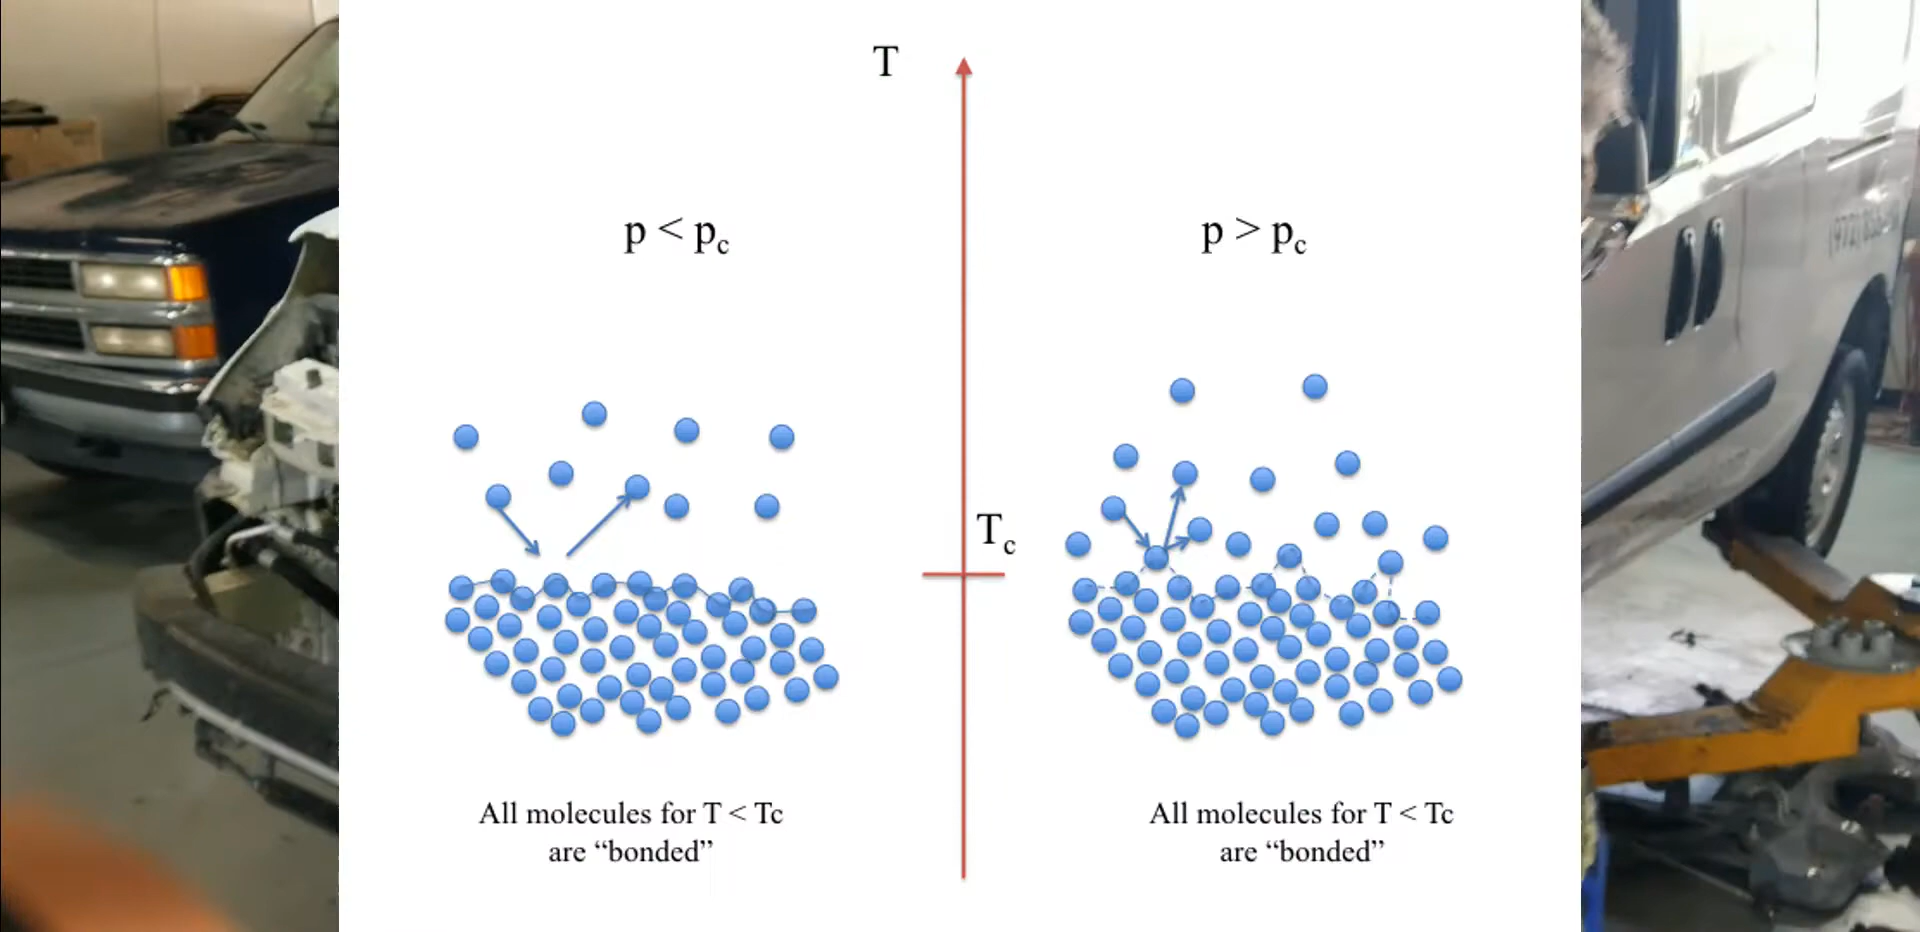 T
p < pc
p > pc
Tc
All molecules for T < Tc
are “bonded”
All molecules for T < Tc
are “bonded”